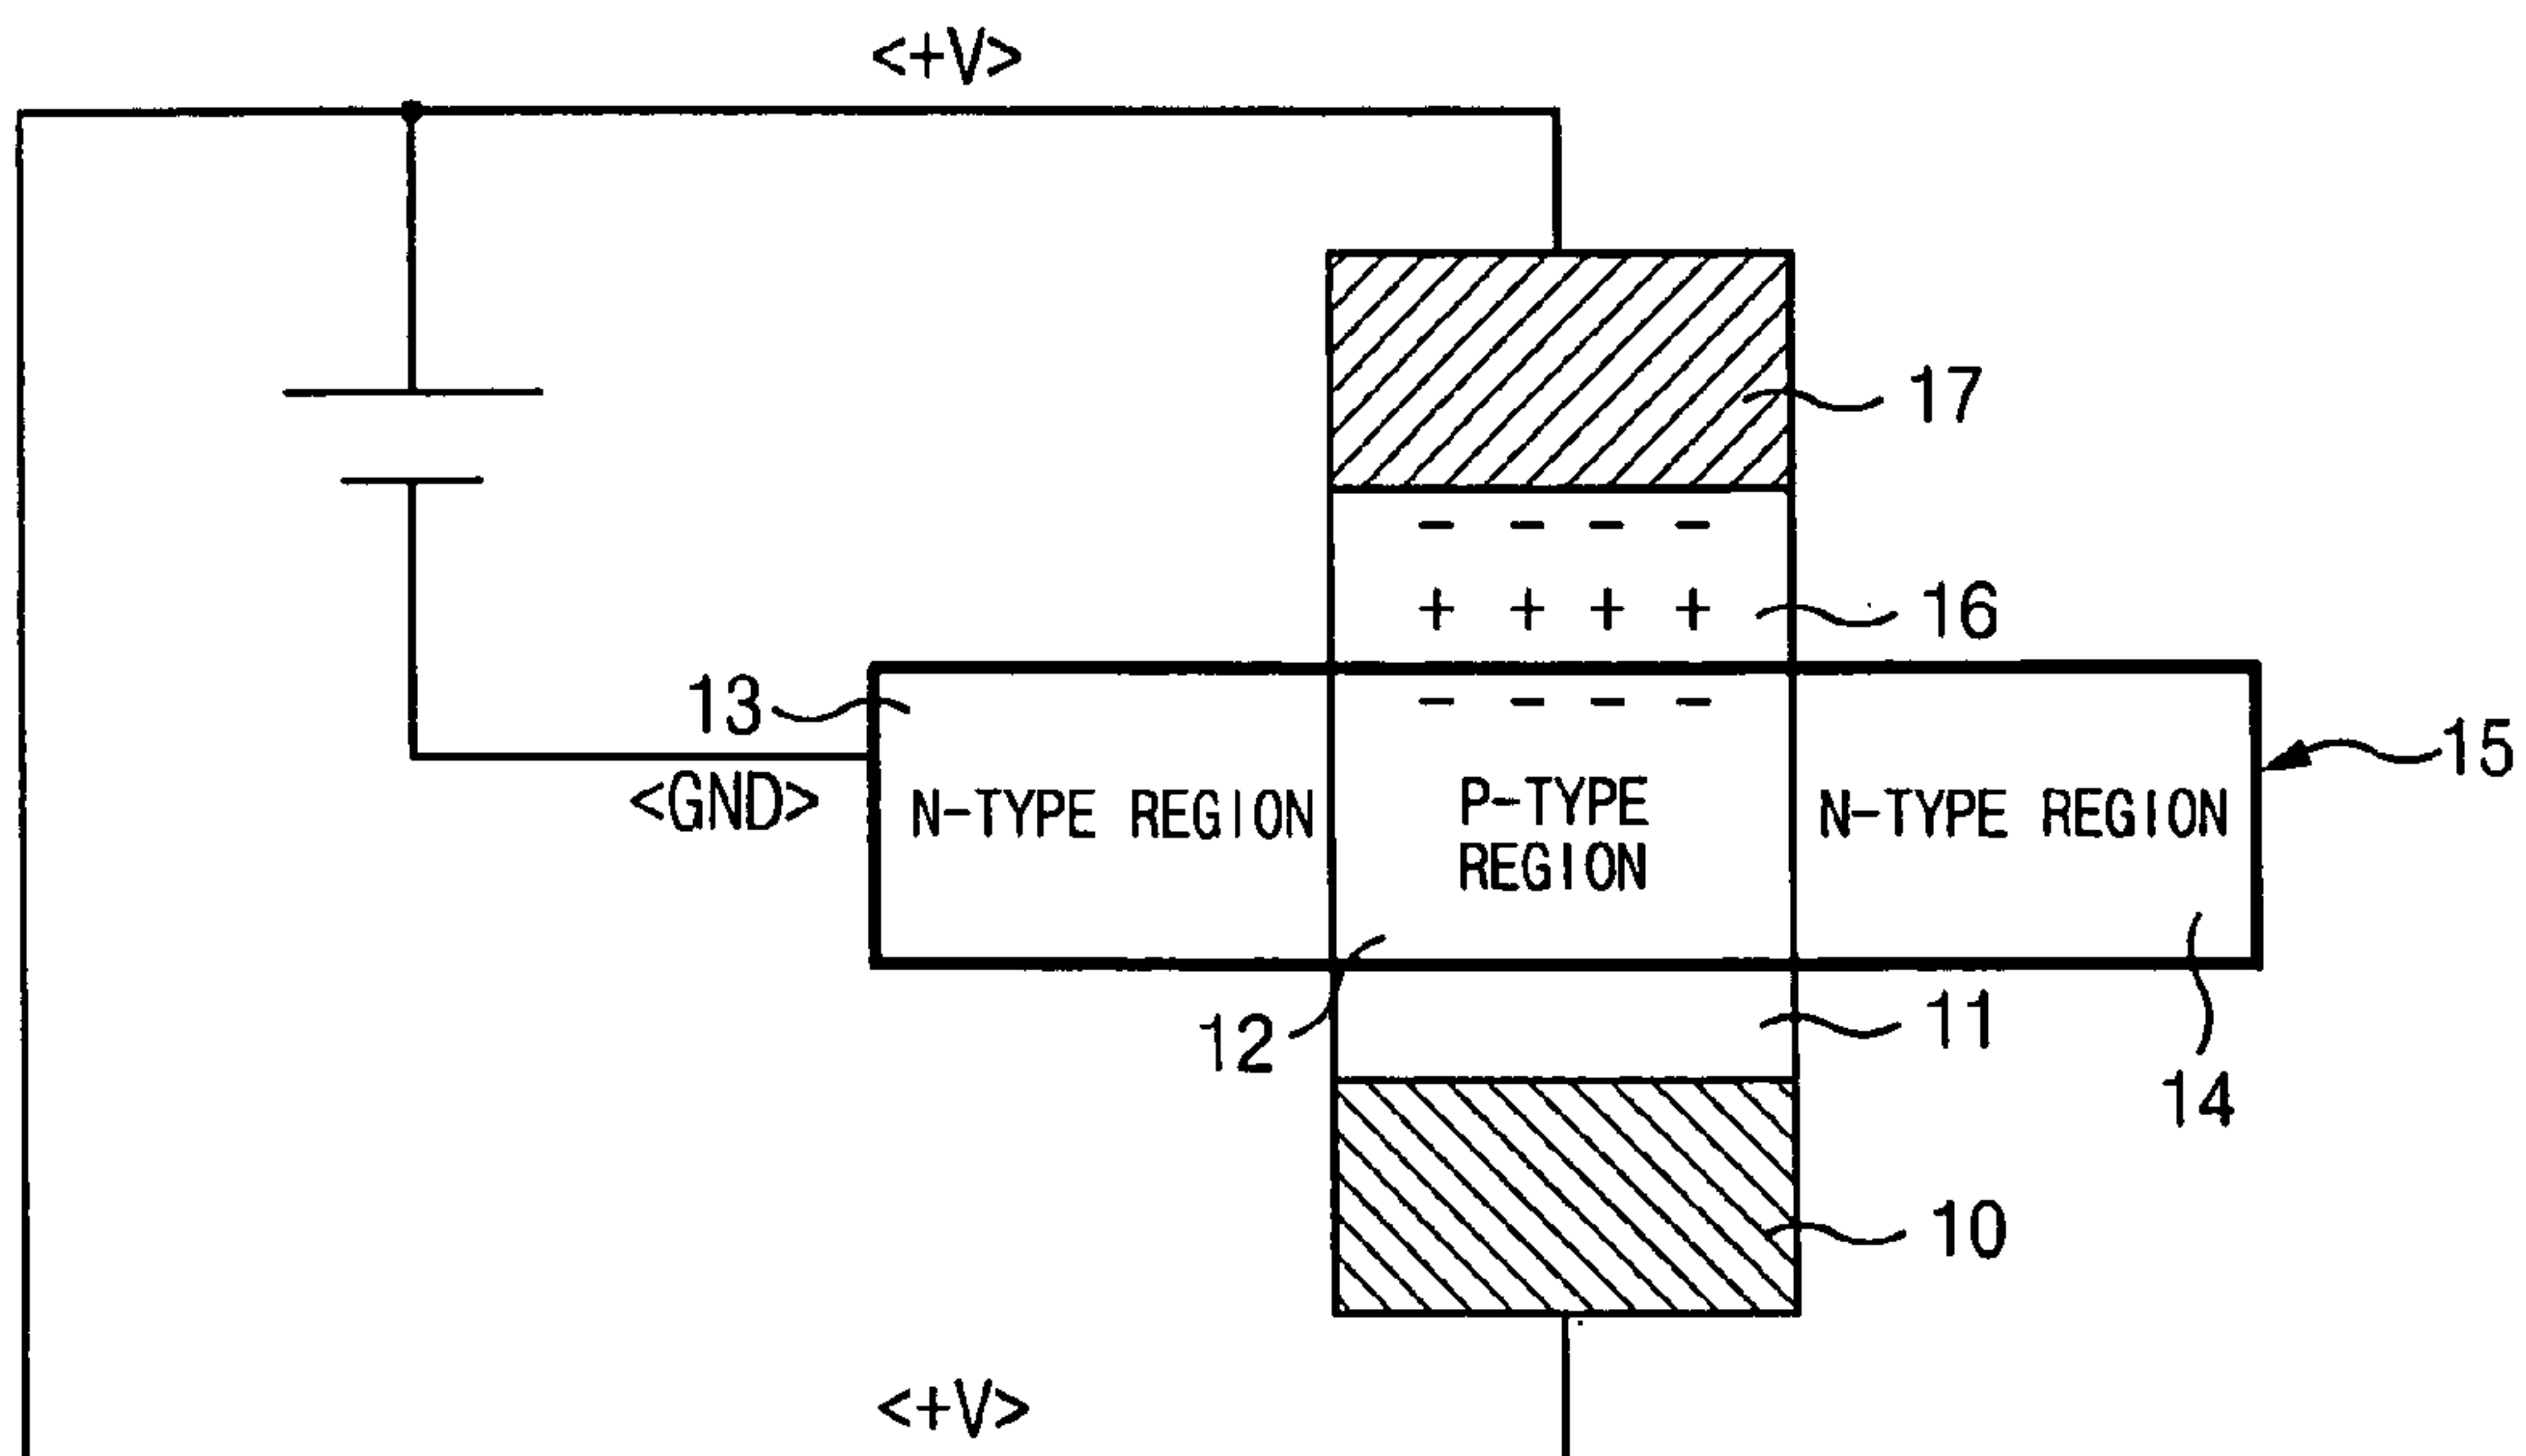 <+V>
17
- - - -
+ + + +
16
13
- - - -
15
<GND>
N-TYPE REGION
P-TYPE
REGION
N-TYPE REGION
12
11
14
10
<+V>